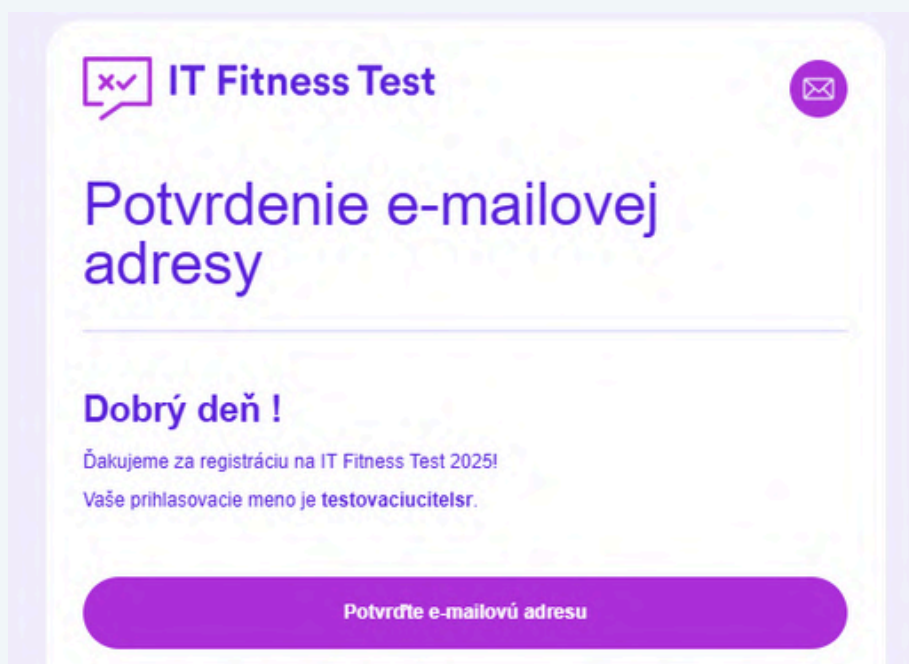 IT Fitness Test
Potvrdenie e-mailovej
adresy
Dobrý deň !
Ďakujeme za registráciu na IT Fitness Test 2025!
Vaše prihlasovacie meno je testovaciucitelsr.
Potvrďte e-mailovú adresu